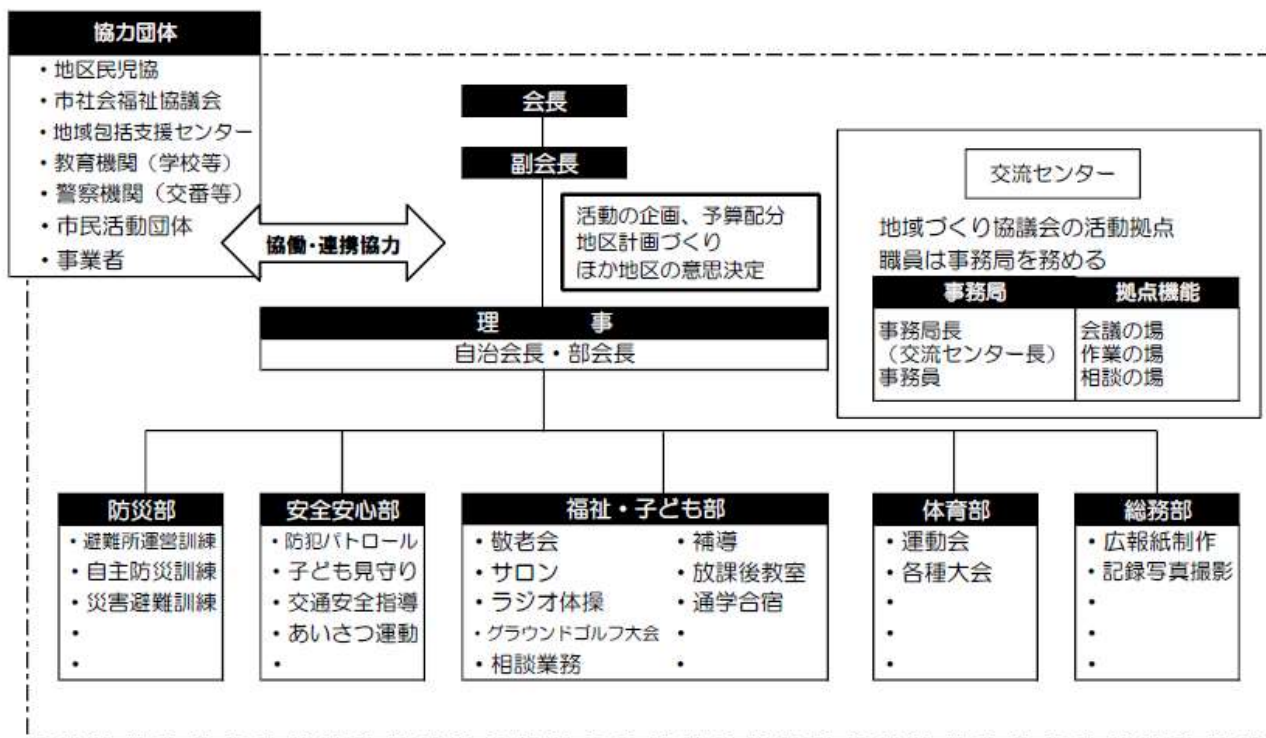 協力団体
・地区民児協
・市社会福祉協議会
・地域包括支援センター
・教育機関（学校等）
・警察機関（交番等）
・市民活動団体
・事業者
協働・連携協力
会長
副会長
活動の企画、予算配分
地区計画づくり
ほか地区の意思決定
理　　事
自治会長・部会長
交流センター
地域づくり協議会の活動拠点
職員は事務局を務める
事務局
事務局長
（交流センター長）
事務員
拠点機能
会議の場
作業の場
相談の場
防災部
・避難所運営訓練
・自主防災訓練
・災害避難訓練
・
・
安全安心部
・防犯パトロール
・子ども見守り
・交通安全指導
・あいさつ運動
・
福祉・子ども部
・敬老会
・サロン
・ラジオ体操
・グラウンドゴルフ大会
・相談業務
・補導
・放課後教室
・通学合宿
・
・
体育部
・運動会
・各種大会
・
・
・
総務部
・広報紙制作
・記録写真撮影
・
・
・